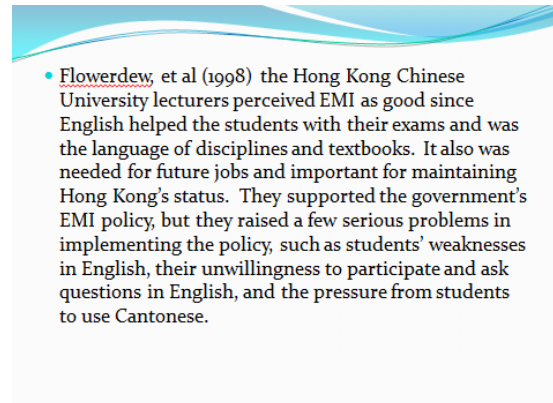 Flowerdew, et al (1998) the Hong Kong Chinese
University lecturers perceived EMI as good since
English helped the students with their exams and was
the language of disciplines and textbooks. It also was
needed for future jobs and important for maintaining
Hong Kong's status. They supported the government's
EMI policy, but they raised a few serious problems in
implementing the policy, such as students' weaknesses
in English, their unwillingness to participate and ask
questions in English, and the pressure from students
to use Cantonese.